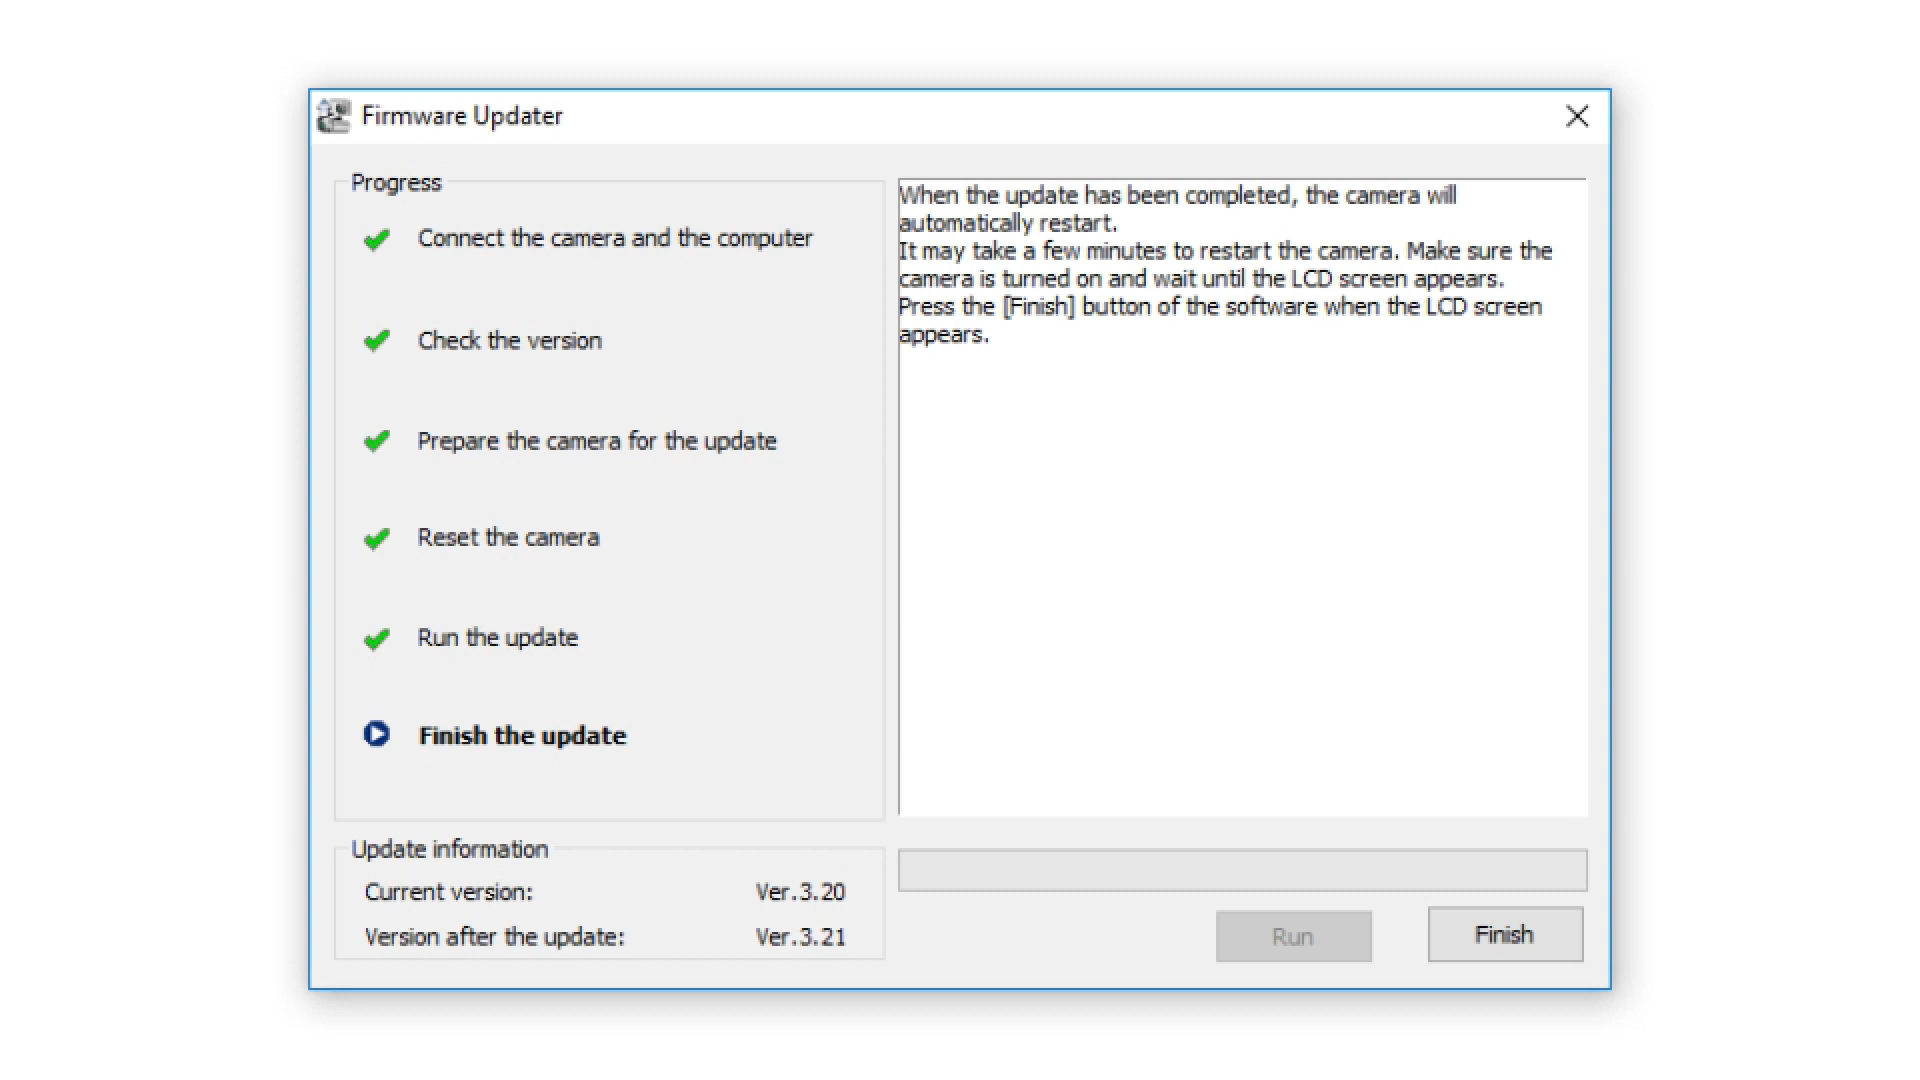 Firmware Updater
Progress
Connect the camera and the computer
Check the version
Prepare the camera for the update
Reset the camera
Run the update
Finish the update
When the update has been completed, the camera will
automatically restart.
It may take a few minutes to restart the camera. Make sure the
camera is turned on and wait until the LCD screen appears.
Press the [Finish] button of the software when the LCD screen
appears.
Update information
Current version: Ver.3.20
Version after the update: Ver.3.21
Run
Finish